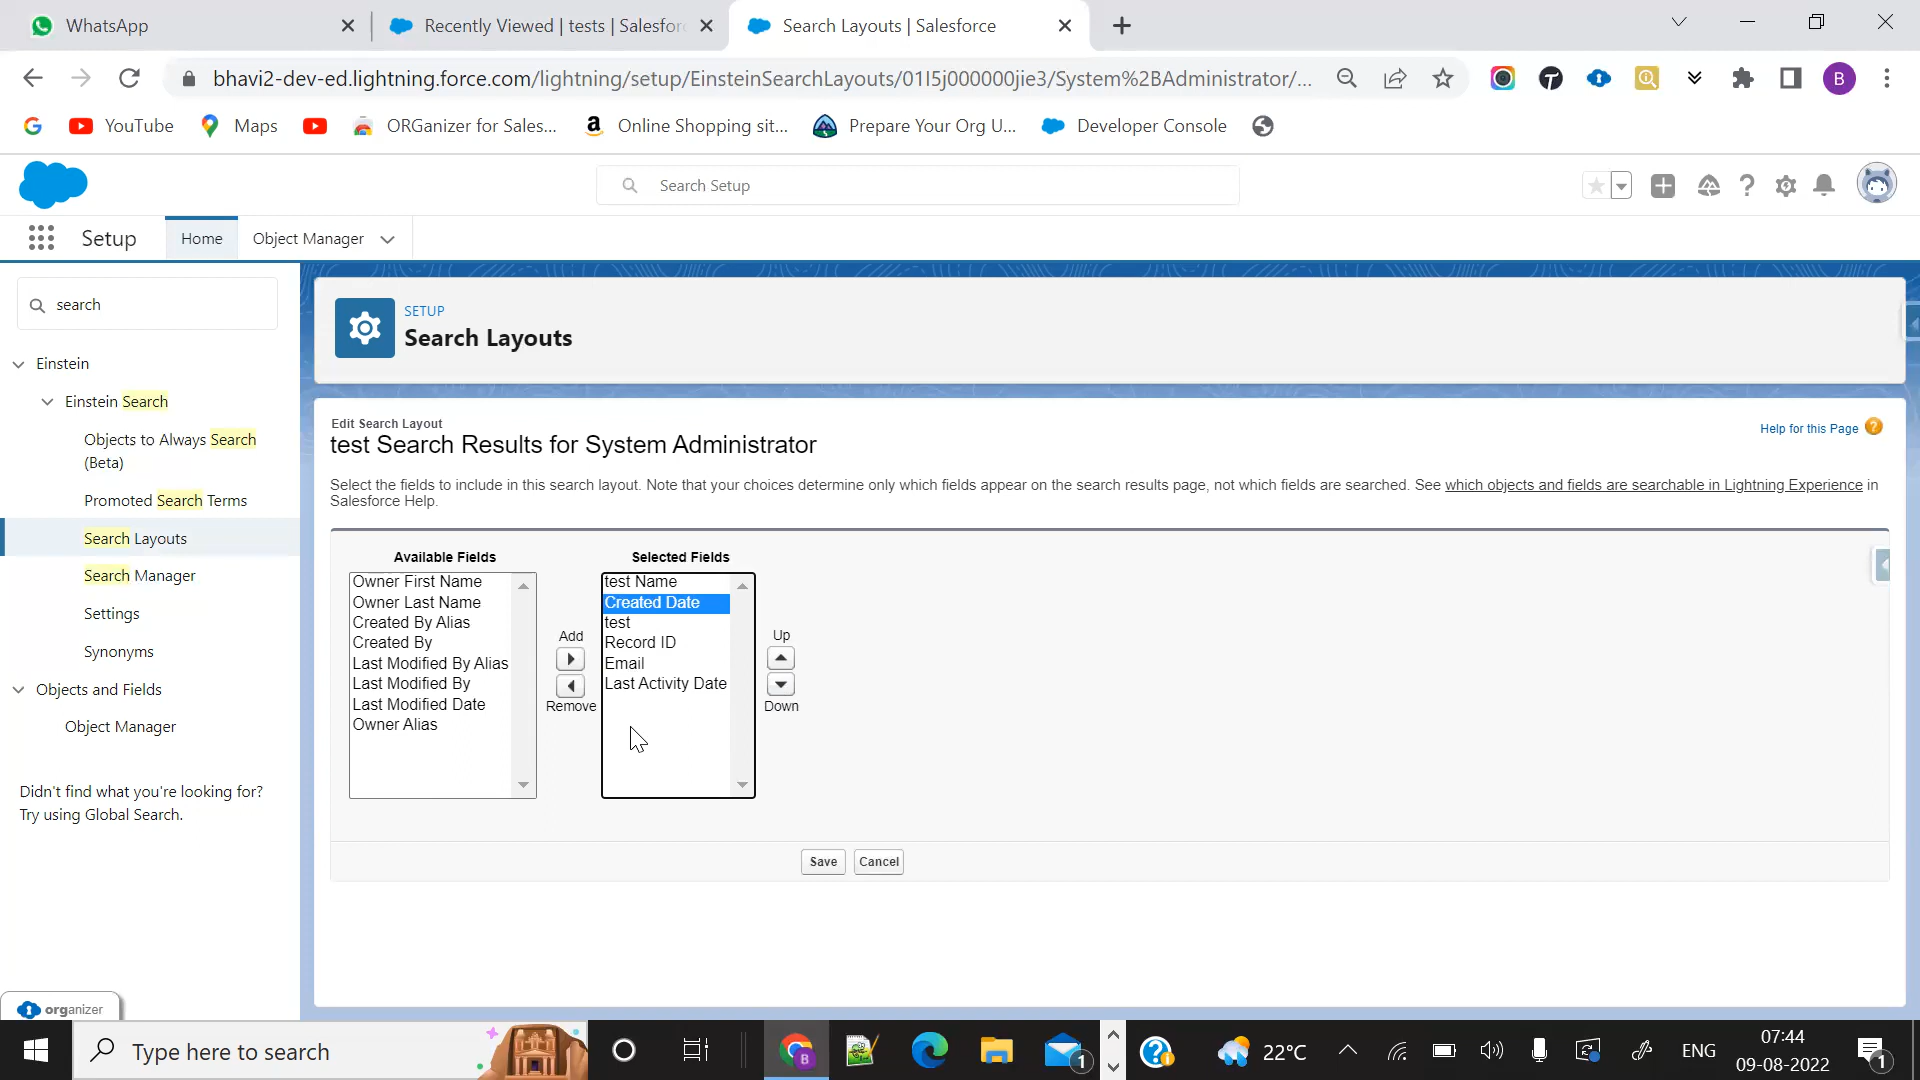 WhatsApp
Recently Viewed | tests | Salesfor
Search Layouts | Salesforce
bhavi2-dev-ed.lightning.force.com/lightning/setup/EinsteinSearchLayouts/01I5j000000jie3/System%2BAdministrator/...
B
YouTube
Maps
ORGanizer for Sales...
Online Shopping sit...
Prepare Your Org U...
Developer Console
Search Setup
Setup
Home
Object Manager
search
Einstein
Einstein Search
Objects to Always Search
(Beta)
Promoted Search Terms
Search Layouts
Search Manager
Settings
Synonyms
Objects and Fields
Object Manager
Didn't find what you're looking for?
Try using Global Search.
organizer
SETUP
Search Layouts
Edit Search Layout
test Search Results for System Administrator
Help for this Page ?
Select the fields to include in this search layout. Note that your choices determine only which fields appear on the search results page, not which fields are searched. See which objects and fields are searchable in Lightning Experience in
Salesforce Help.
Available Fields
Owner First Name
Owner Last Name
Created By Alias
Created By
Last Modified By Alias
Last Modified By
Last Modified Date
Owner Alias
Add
Remove
Selected Fields
test Name
Created Date
test
Record ID
Email
Last Activity Date
Up
Down
Save
Cancel
Type here to search
B
1
22°C
ENG
07:44
09-08-2022
1